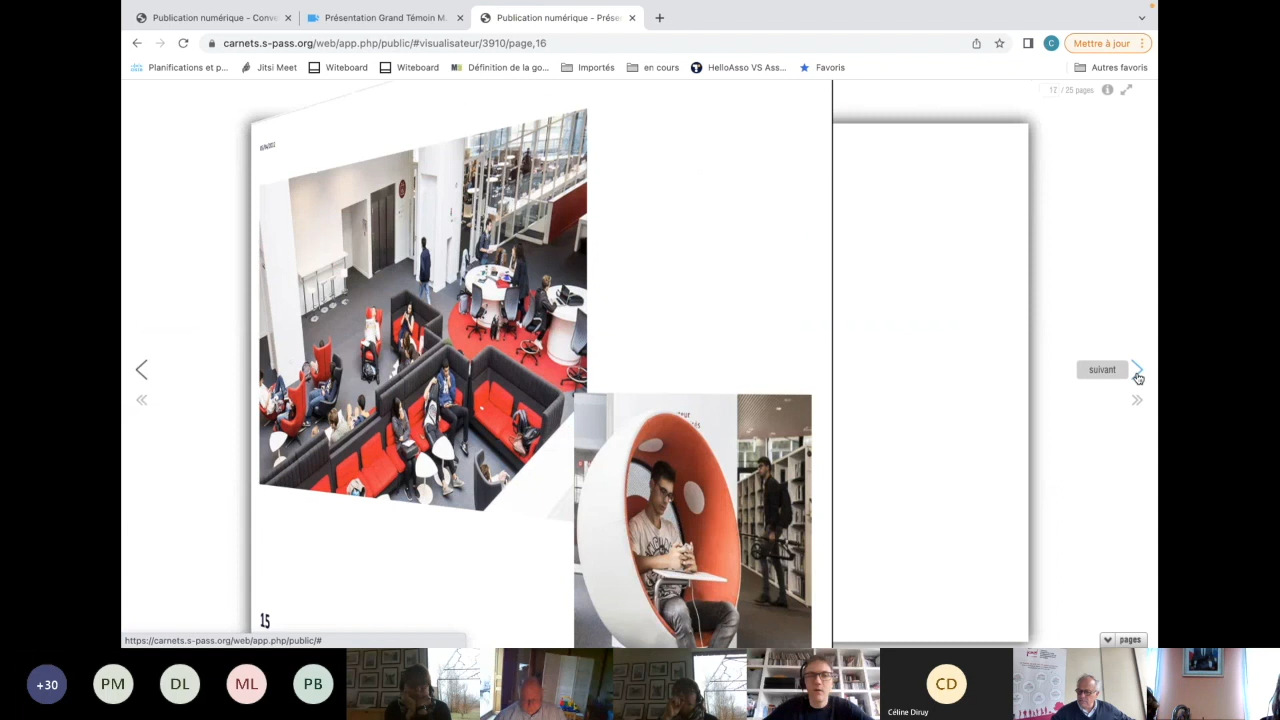 Publication numérique - Conve
Présentation Grand Témoin M.
Publication numérique - Prése
carnets.s-pass.org/web/app.php/public/#visualisateur/3910/page,16
C
Mettre à jour
Planifications et p...
Jitsi Meet
Witeboard
Witeboard
Définition de la go...
Importés
en cours
HelloAsso VS Ass...
Favoris
Autres favoris
17 / 25 pages
suivant
15
https://carnets.s-pass.org/web/app.php/public/#
pages
+30
PM
DL
ML
PB
CD
Céline Diruy